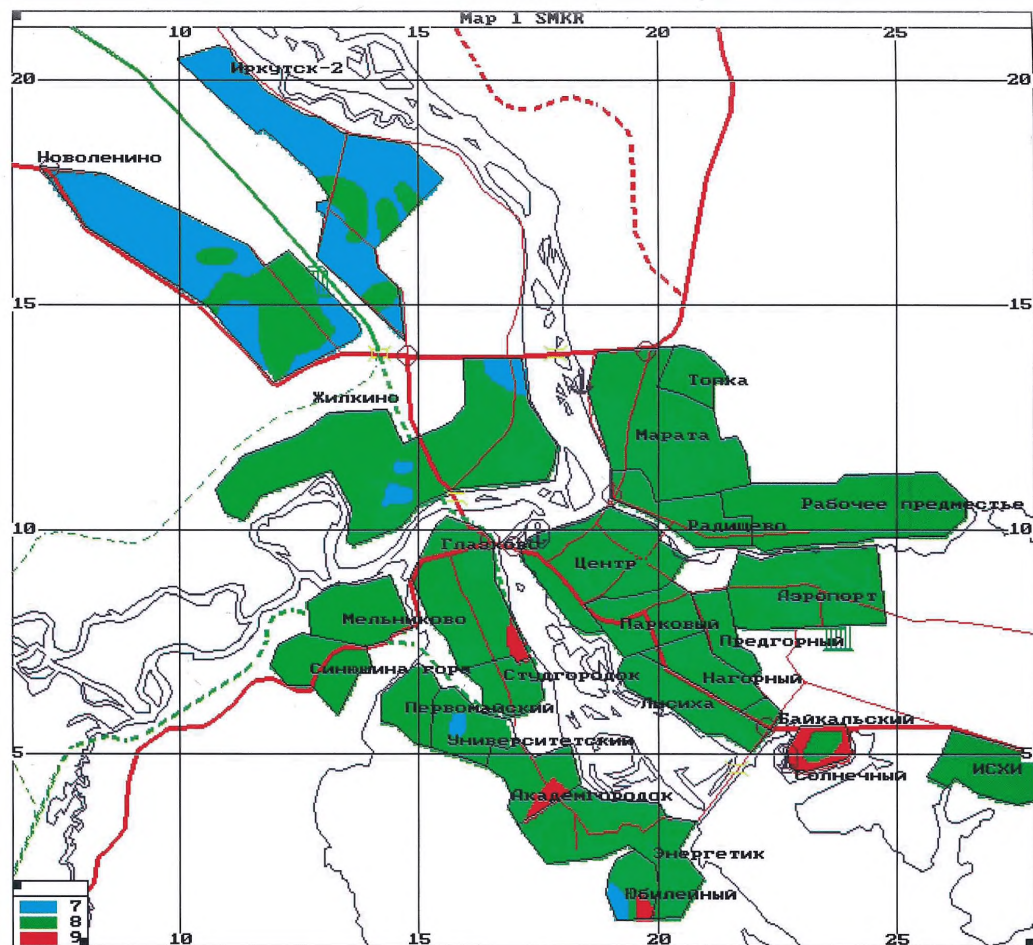 Map 1 SMKR
10 15 20 25
20 20
Иркутск-2
Новоленино
15 15
Жилкино
Топка
Марата
Рабочее предместье
Радищево
10 10
Глазково
Центр
Аэропорт
Мельниково
Парковый
Предгорный
Синюшина гора
Студгородок
Нагорный
Лысиха
Первомайский
Байкальский
Университетский
5 5
Солнечный
ИСХИ
Академгородок
Энергетик
Юбилейный
7
8
9
10 15 20 25